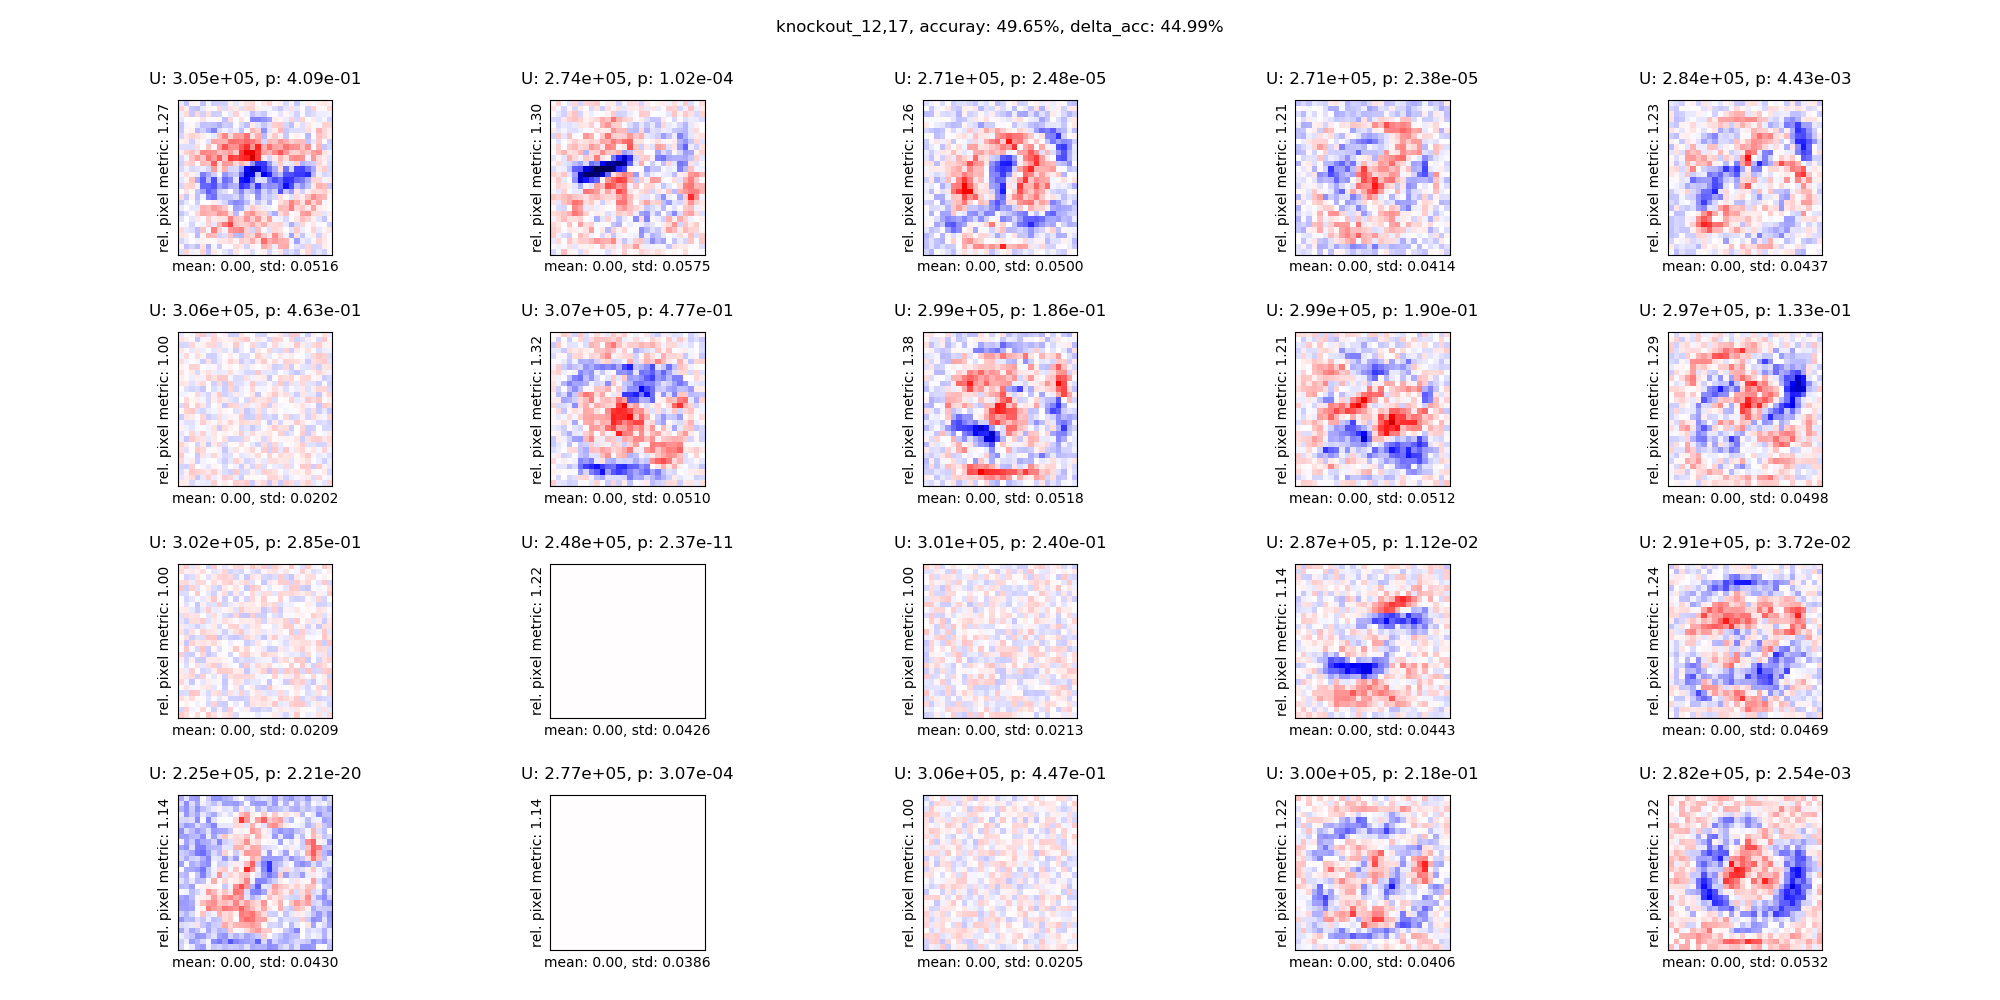 knockout_12,17, accuray: 49.65%, delta_acc: 44.99%
U: 3.05e+05, p: 4.09e-01
rel. pixel metric: 1.27
mean: 0.00, std: 0.0516
U: 2.74e+05, p: 1.02e-04
rel. pixel metric: 1.30
mean: 0.00, std: 0.0575
U: 2.71e+05, p: 2.48e-05
rel. pixel metric: 1.26
mean: 0.00, std: 0.0500
U: 2.71e+05, p: 2.38e-05
rel. pixel metric: 1.21
mean: 0.00, std: 0.0414
U: 2.84e+05, p: 4.43e-03
rel. pixel metric: 1.23
mean: 0.00, std: 0.0437
U: 3.06e+05, p: 4.63e-01
rel. pixel metric: 1.00
mean: 0.00, std: 0.0202
U: 3.07e+05, p: 4.77e-01
rel. pixel metric: 1.32
mean: 0.00, std: 0.0510
U: 2.99e+05, p: 1.86e-01
rel. pixel metric: 1.38
mean: 0.00, std: 0.0518
U: 2.99e+05, p: 1.90e-01
rel. pixel metric: 1.21
mean: 0.00, std: 0.0512
U: 2.97e+05, p: 1.33e-01
rel. pixel metric: 1.29
mean: 0.00, std: 0.0498
U: 3.02e+05, p: 2.85e-01
rel. pixel metric: 1.00
mean: 0.00, std: 0.0209
U: 2.48e+05, p: 2.37e-11
rel. pixel metric: 1.22
mean: 0.00, std: 0.0426
U: 3.01e+05, p: 2.40e-01
rel. pixel metric: 1.00
mean: 0.00, std: 0.0213
U: 2.87e+05, p: 1.12e-02
rel. pixel metric: 1.14
mean: 0.00, std: 0.0443
U: 2.91e+05, p: 3.72e-02
rel. pixel metric: 1.24
mean: 0.00, std: 0.0469
U: 2.25e+05, p: 2.21e-20
rel. pixel metric: 1.14
mean: 0.00, std: 0.0430
U: 2.77e+05, p: 3.07e-04
rel. pixel metric: 1.14
mean: 0.00, std: 0.0386
U: 3.06e+05, p: 4.47e-01
rel. pixel metric: 1.00
mean: 0.00, std: 0.0205
U: 3.00e+05, p: 2.18e-01
rel. pixel metric: 1.22
mean: 0.00, std: 0.0406
U: 2.82e+05, p: 2.54e-03
rel. pixel metric: 1.22
mean: 0.00, std: 0.0532